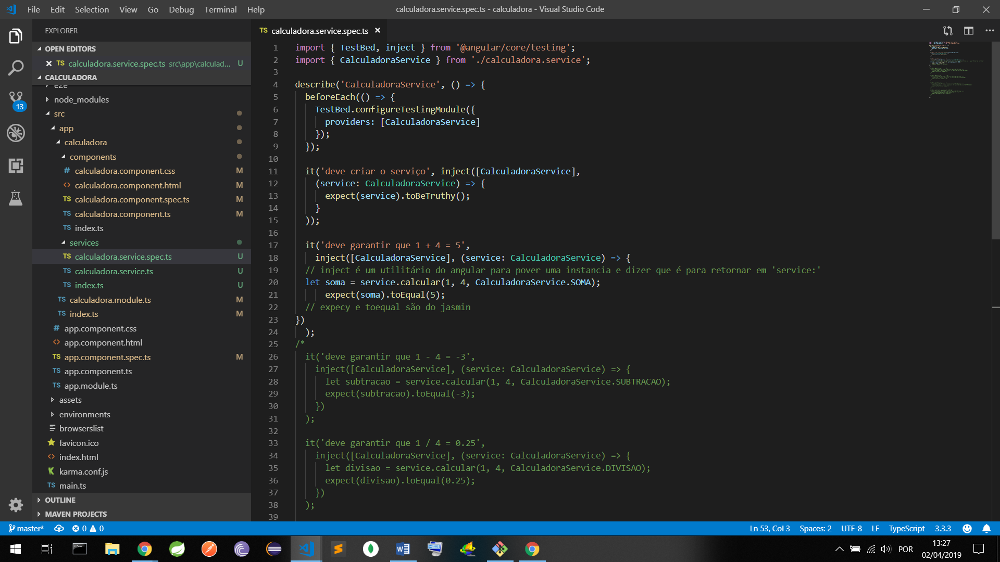 File Edit Selection View Go Debug Terminal Help
calculadora.service.spec.ts - calculadora - Visual Studio Code
EXPLORER
OPEN EDITORS
TS calculadora.service.spec.ts src\app\calculad... U
CALCULADORA
e2e
node_modules
src
app
calculadora
components
# calculadora.component.css M
<> calculadora.component.html M
TS calculadora.component.spec.ts M
TS calculadora.component.ts M
TS index.ts
services
TS calculadora.service.spec.ts U
TS calculadora.service.ts U
TS index.ts U
TS calculadora.module.ts M
TS index.ts M
# app.component.css
<> app.component.html
TS app.component.spec.ts M
TS app.component.ts
TS app.module.ts
assets
environments
browserslist
favicon.ico
<> index.html
K karma.conf.js
TS main.ts
OUTLINE
MAVEN PROJECTS
13
TS calculadora.service.spec.ts
1 import { TestBed, inject } from '@angular/core/testing';
2 import { CalculadoraService } from './calculadora.service';
3
4 describe('CalculadoraService', () => {
5 beforeEach(() => {
6 TestBed.configureTestingModule({
7 providers: [CalculadoraService]
8 });
9 });
10
11 it('deve criar o serviço', inject([CalculadoraService],
12 (service: CalculadoraService) => {
13 expect(service).toBeTruthy();
14 }
15 ));
16
17 it('deve garantir que 1 + 4 = 5',
18 inject([CalculadoraService], (service: CalculadoraService) => {
19 // inject é um utilitário do angular para pover uma instancia e dizer que é para retornar em 'service:'
20 let soma = service.calcular(1, 4, CalculadoraService.SOMA);
21 expect(soma).toEqual(5);
22 // expecy e toequal são do jasmin
23 })
24 );
25 /*
26 it('deve garantir que 1 - 4 = -3',
27 inject([CalculadoraService], (service: CalculadoraService) => {
28 let subtracao = service.calcular(1, 4, CalculadoraService.SUBTRACAO);
29 expect(subtracao).toEqual(-3);
30 })
31 );
32
33 it('deve garantir que 1 / 4 = 0.25',
34 inject([CalculadoraService], (service: CalculadoraService) => {
35 let divisao = service.calcular(1, 4, CalculadoraService.DIVISAO);
36 expect(divisao).toEqual(0.25);
37 })
38 );
39
master* 0 0
Ln 53, Col 3 Spaces: 2 UTF-8 LF TypeScript 3.3.3
POR
13:27
02/04/2019